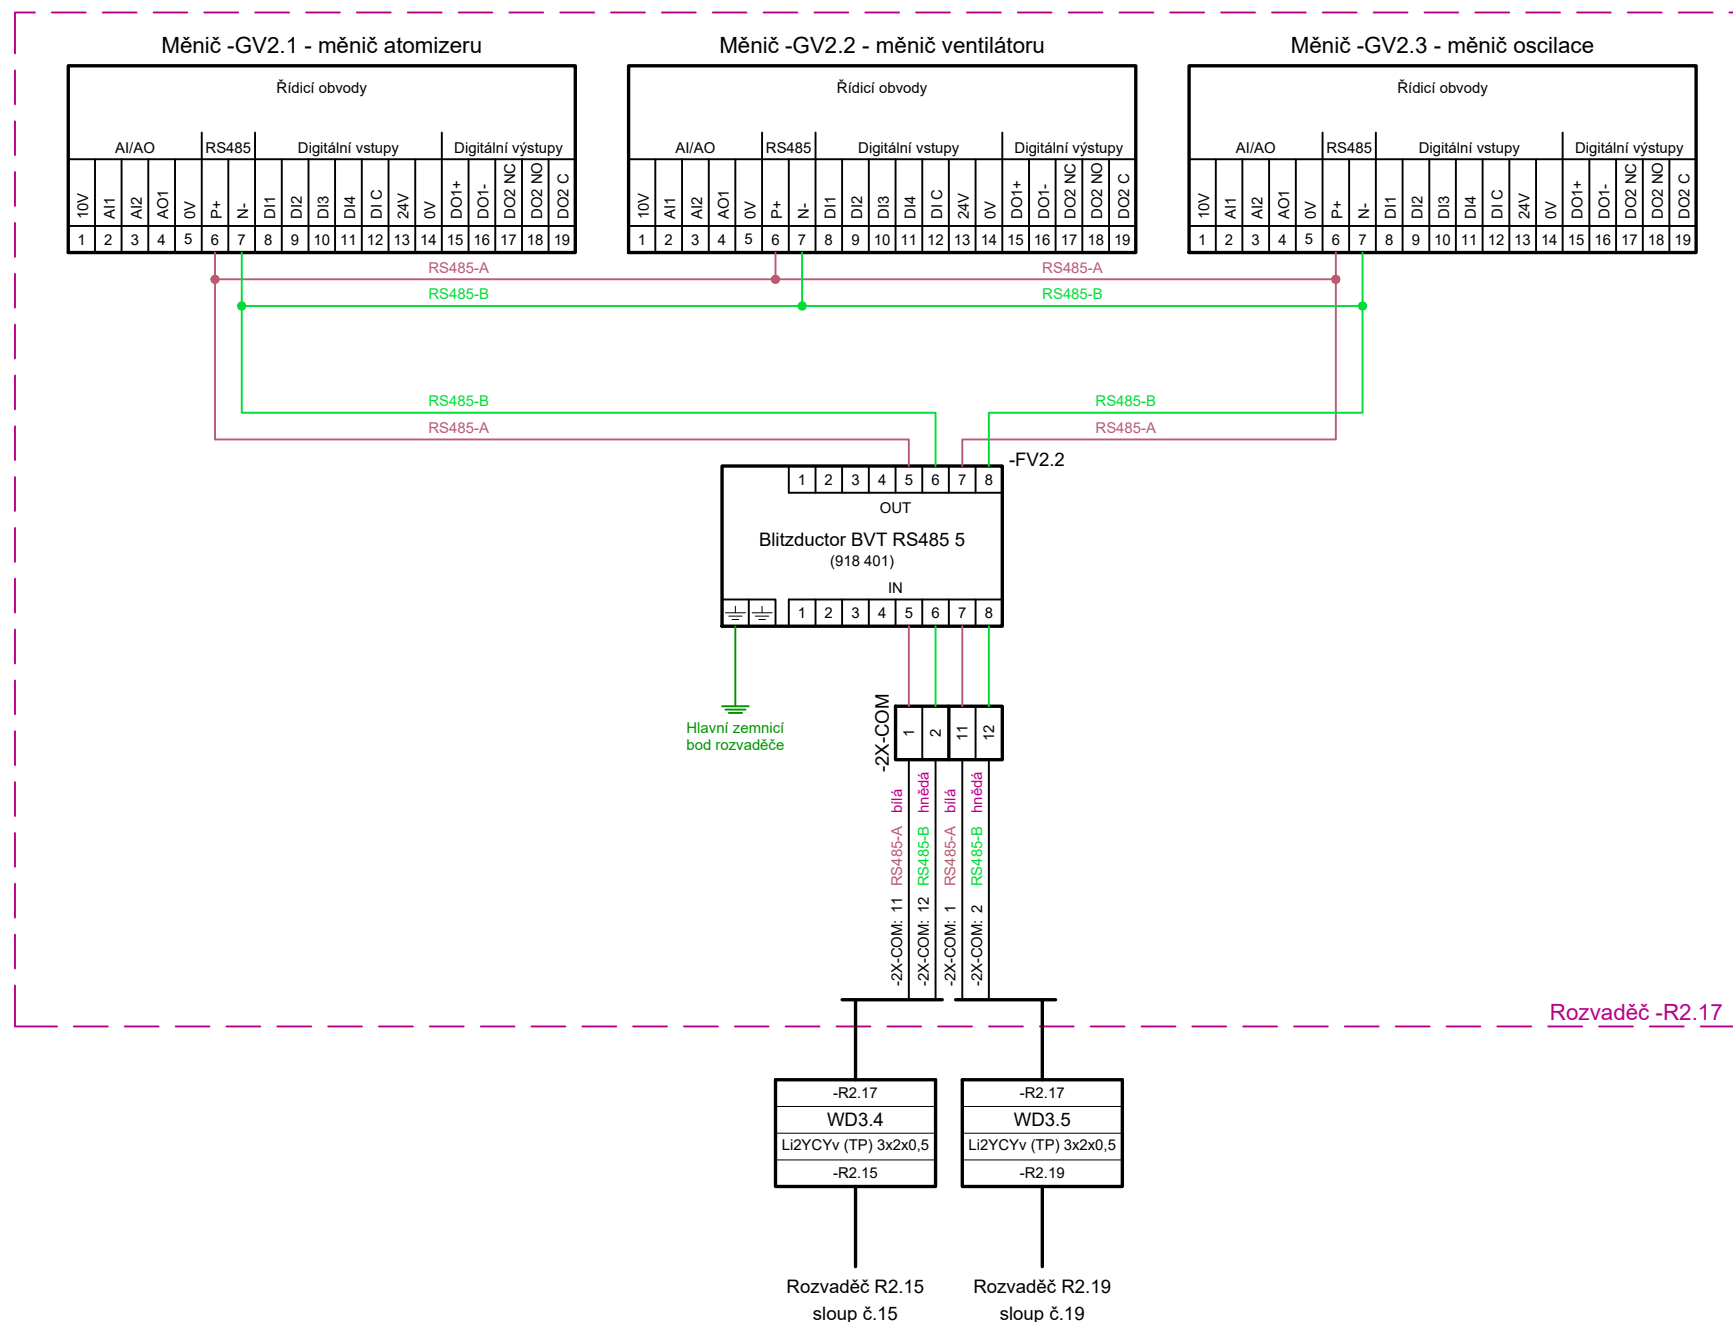 Měnič -GV2.1 - měnič atomizeru
Řídicí obvody
AI/AO RS485 Digitální vstupy Digitální výstupy
10V AI1 AI2 AO1 0V P+ N- DI1 DI2 DI3 DI4 DI C 24V 0V DO1+ DO1- DO2 NC DO2 NO DO2 C
1 2 3 4 5 6 7 8 9 10 11 12 13 14 15 16 17 18 19
Měnič -GV2.2 - měnič ventilátoru
Řídicí obvody
AI/AO RS485 Digitální vstupy Digitální výstupy
10V AI1 AI2 AO1 0V P+ N- DI1 DI2 DI3 DI4 DI C 24V 0V DO1+ DO1- DO2 NC DO2 NO DO2 C
1 2 3 4 5 6 7 8 9 10 11 12 13 14 15 16 17 18 19
Měnič -GV2.3 - měnič oscilace
Řídicí obvody
AI/AO RS485 Digitální vstupy Digitální výstupy
10V AI1 AI2 AO1 0V P+ N- DI1 DI2 DI3 DI4 DI C 24V 0V DO1+ DO1- DO2 NC DO2 NO DO2 C
1 2 3 4 5 6 7 8 9 10 11 12 13 14 15 16 17 18 19
RS485-A RS485-A
RS485-B RS485-B
RS485-B RS485-B
RS485-A RS485-A
-FV2.2
1 2 3 4 5 6 7 8
OUT
Blitzductor BVT RS485 5
(918 401)
IN
1 2 3 4 5 6 7 8
Hlavní zemnicí
bod rozvaděče
-2X-COM
1 2 11 12
-2X-COM: 11 RS485-A bílá
-2X-COM: 12 RS485-B hnědá
-2X-COM: 1 RS485-A bílá
-2X-COM: 2 RS485-B hnědá
Rozvaděč -R2.17
-R2.17
WD3.4
Li2YCYv (TP) 3x2x0,5
-R2.15
-R2.17
WD3.5
Li2YCYv (TP) 3x2x0,5
-R2.19
Rozvaděč R2.15
sloup č.15
Rozvaděč R2.19
sloup č.19